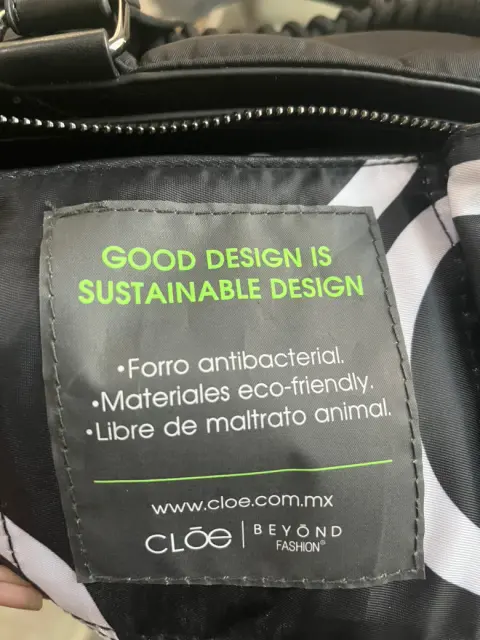 GOOD DESIGN IS
SUSTAINABLE DESIGN
•Forro antibacterial.
•Materiales eco-friendly.
•Libre de maltrato animal.
www.cloe.com.mx
CLŌe | BEYŌND
FASHION®